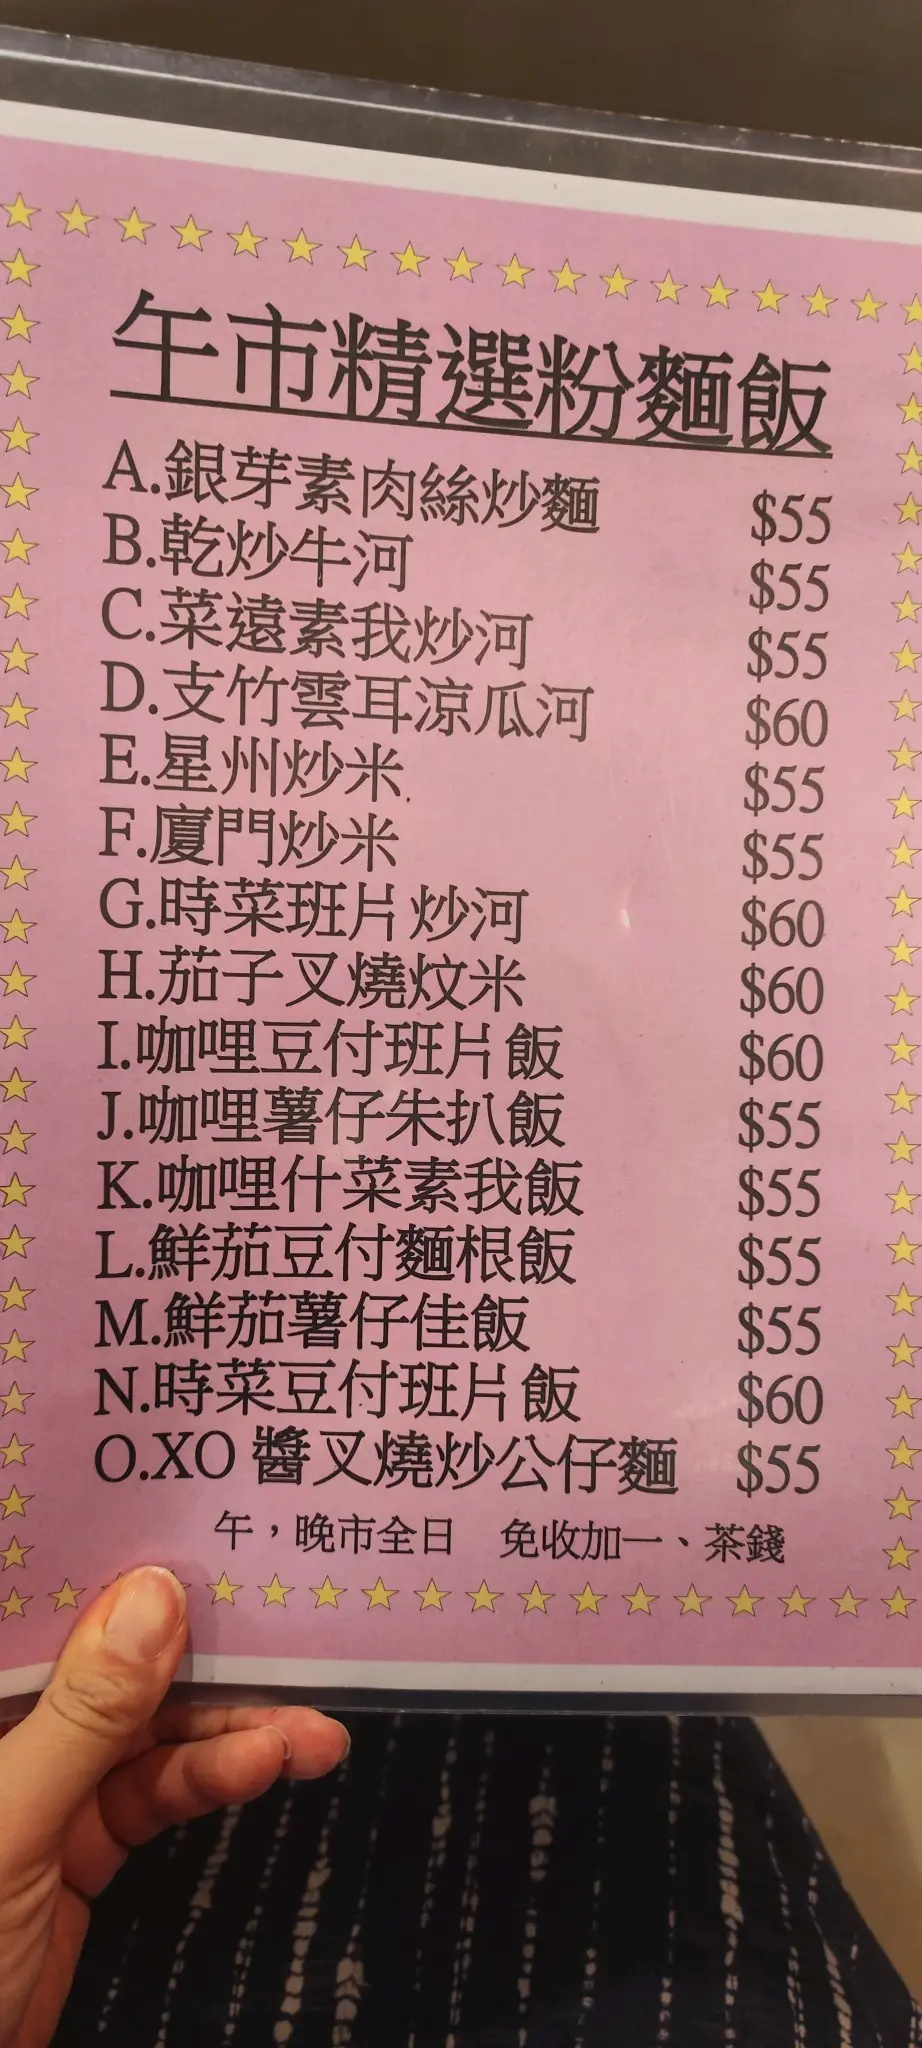 午市精選粉麵飯
A.銀芽素肉絲炒麵 $55
B.乾炒牛河 $55
C.菜遠素我炒河 $55
D.支竹雲耳涼瓜河 $60
E.星州炒米 $55
F.廈門炒米 $55
G.時菜班片炒河 $60
H.茄子叉燒炆米 $60
I.咖哩豆付班片飯 $60
J.咖哩薯仔朱扒飯 $55
K.咖哩什菜素我飯 $55
L.鮮茄豆付麵根飯 $55
M.鮮茄薯仔佳飯 $55
N.時菜豆付班片飯 $60
O.XO 醬叉燒炒公仔麵 $55
午，晚市全日 免收加一、茶錢